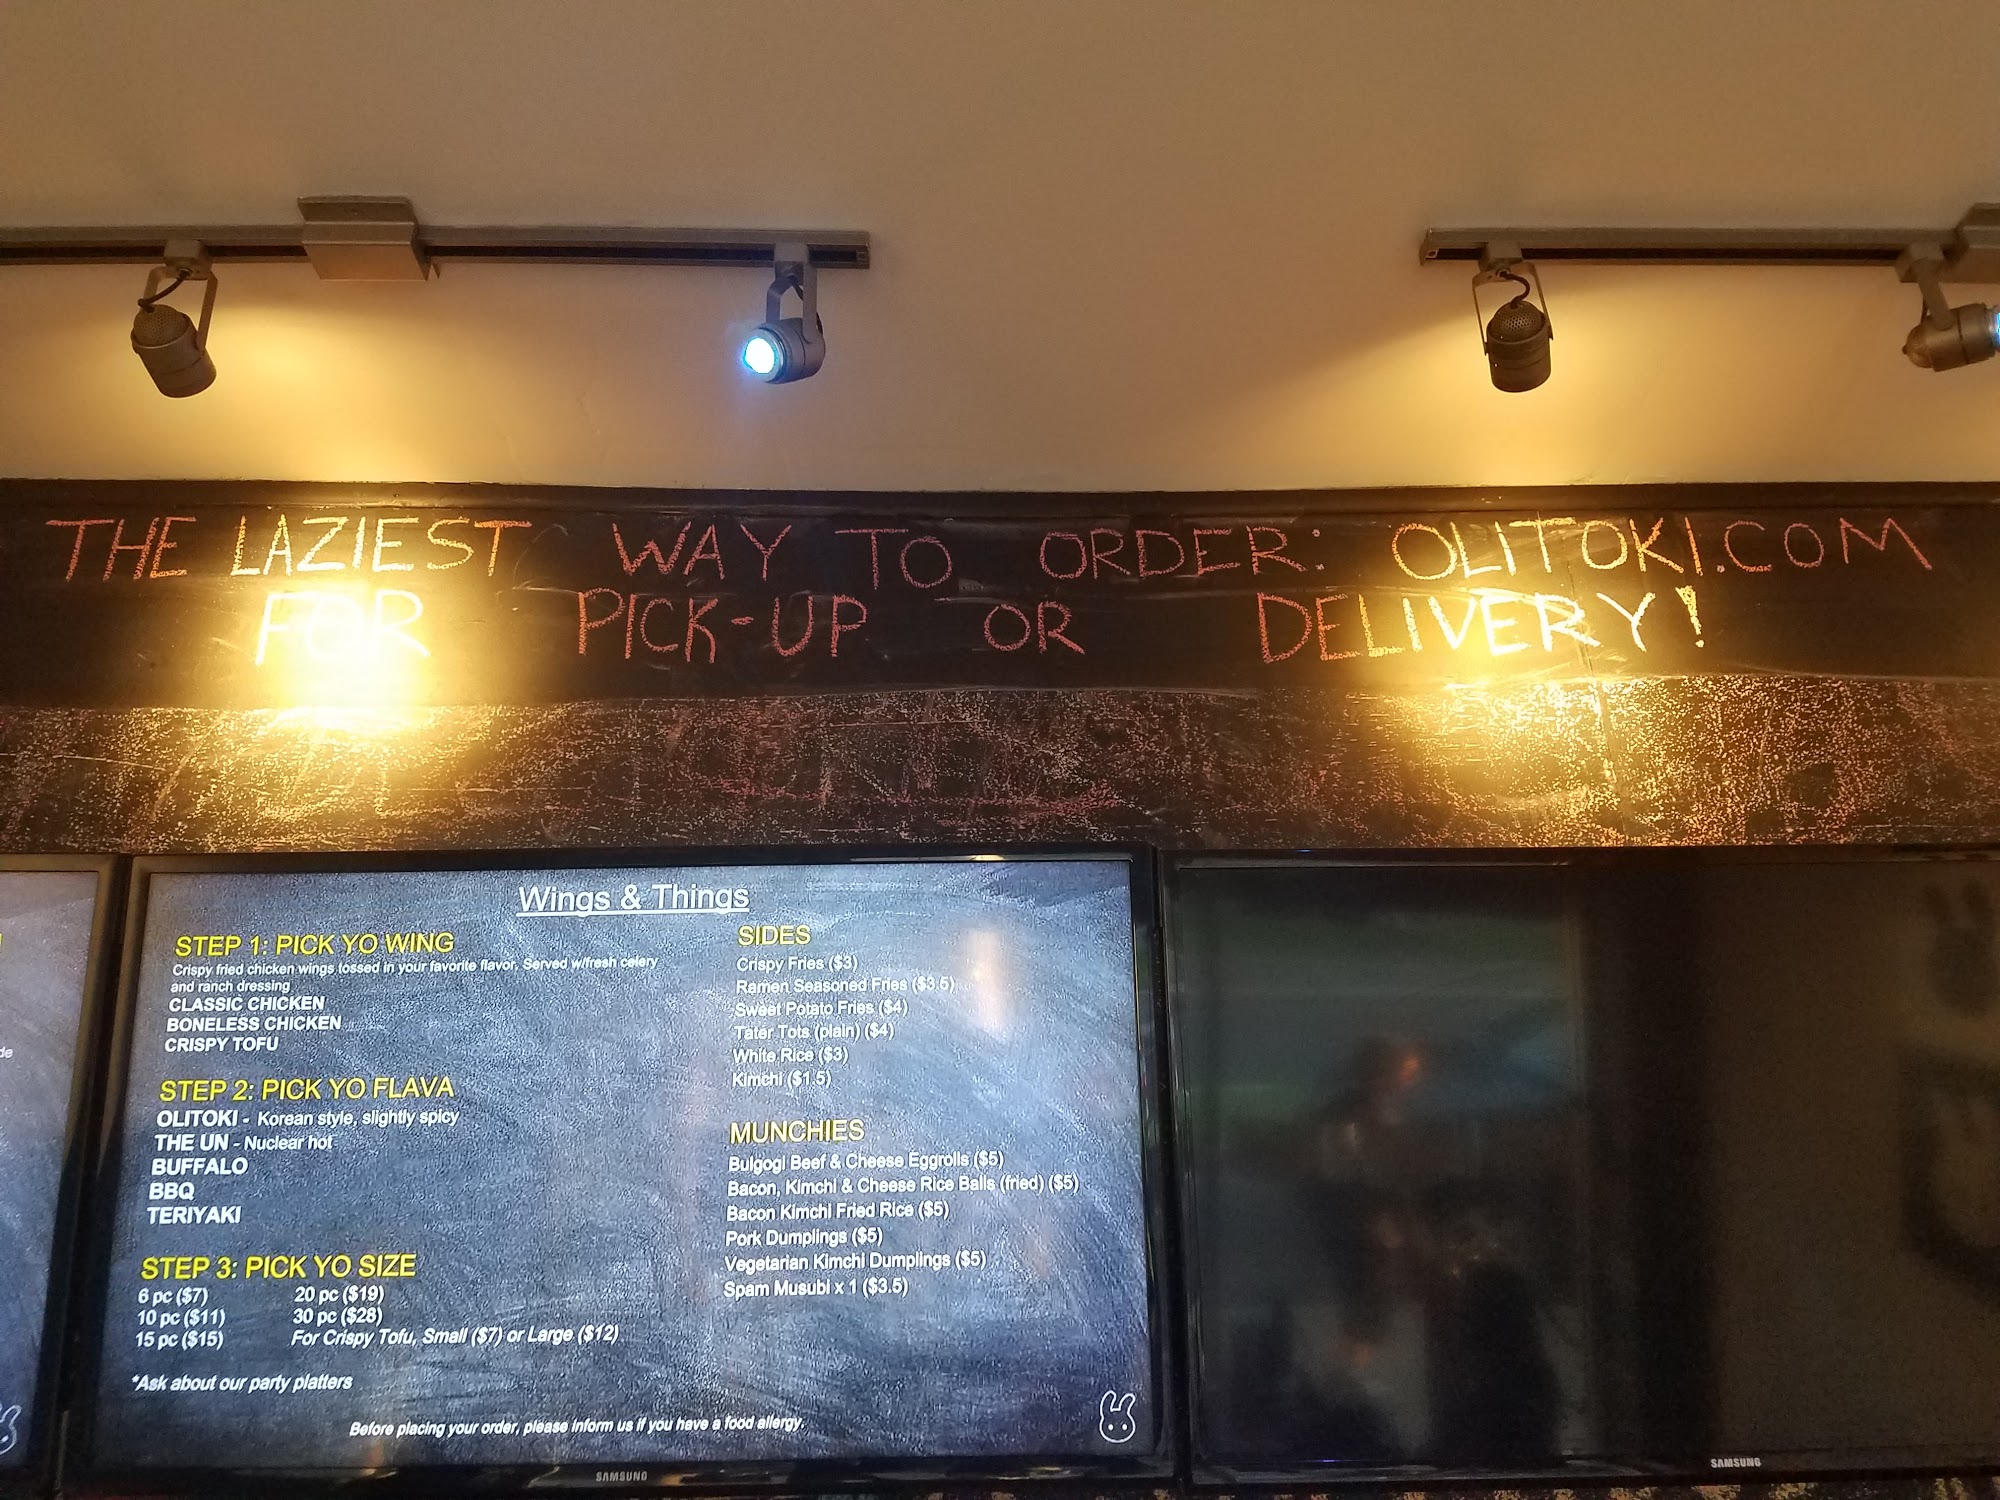 THE LAZIEST WAY TO ORDER: OLITOKI.COM
FOR PICK-UP OR DELIVERY!
Wings & Things
STEP 1: PICK YO WING
Crispy fried chicken wings tossed in your favorite flavor. Served w/fresh celery
and ranch dressing
CLASSIC CHICKEN
BONELESS CHICKEN
CRISPY TOFU
STEP 2: PICK YO FLAVA
OLITOKI - Korean style, slightly spicy
THE UN - Nuclear hot
BUFFALO
BBQ
TERIYAKI
STEP 3: PICK YO SIZE
6 pc ($7) 20 pc ($19)
10 pc ($11) 30 pc ($28)
15 pc ($15) For Crispy Tofu, Small ($7) or Large ($12)
*Ask about our party platters
SIDES
Crispy Fries ($3)
Ramen Seasoned Fries ($3.5)
Sweet Potato Fries ($4)
Tater Tots (plain) ($4)
White Rice ($3)
Kimchi ($1.5)
MUNCHIES
Bulgogi Beef & Cheese Eggrolls ($5)
Bacon, Kimchi & Cheese Rice Balls (fried) ($5)
Bacon Kimchi Fried Rice ($5)
Pork Dumplings ($5)
Vegetarian Kimchi Dumplings ($5)
Spam Musubi x 1 ($3.5)
Before placing your order, please inform us if you have a food allergy.
SAMSUNG
SAMSUNG